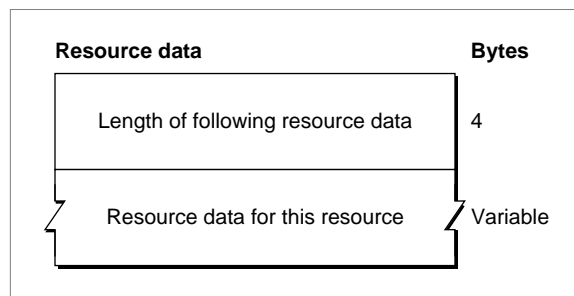 Resource data Bytes
Length of following resource data 4
Resource data for this resource Variable